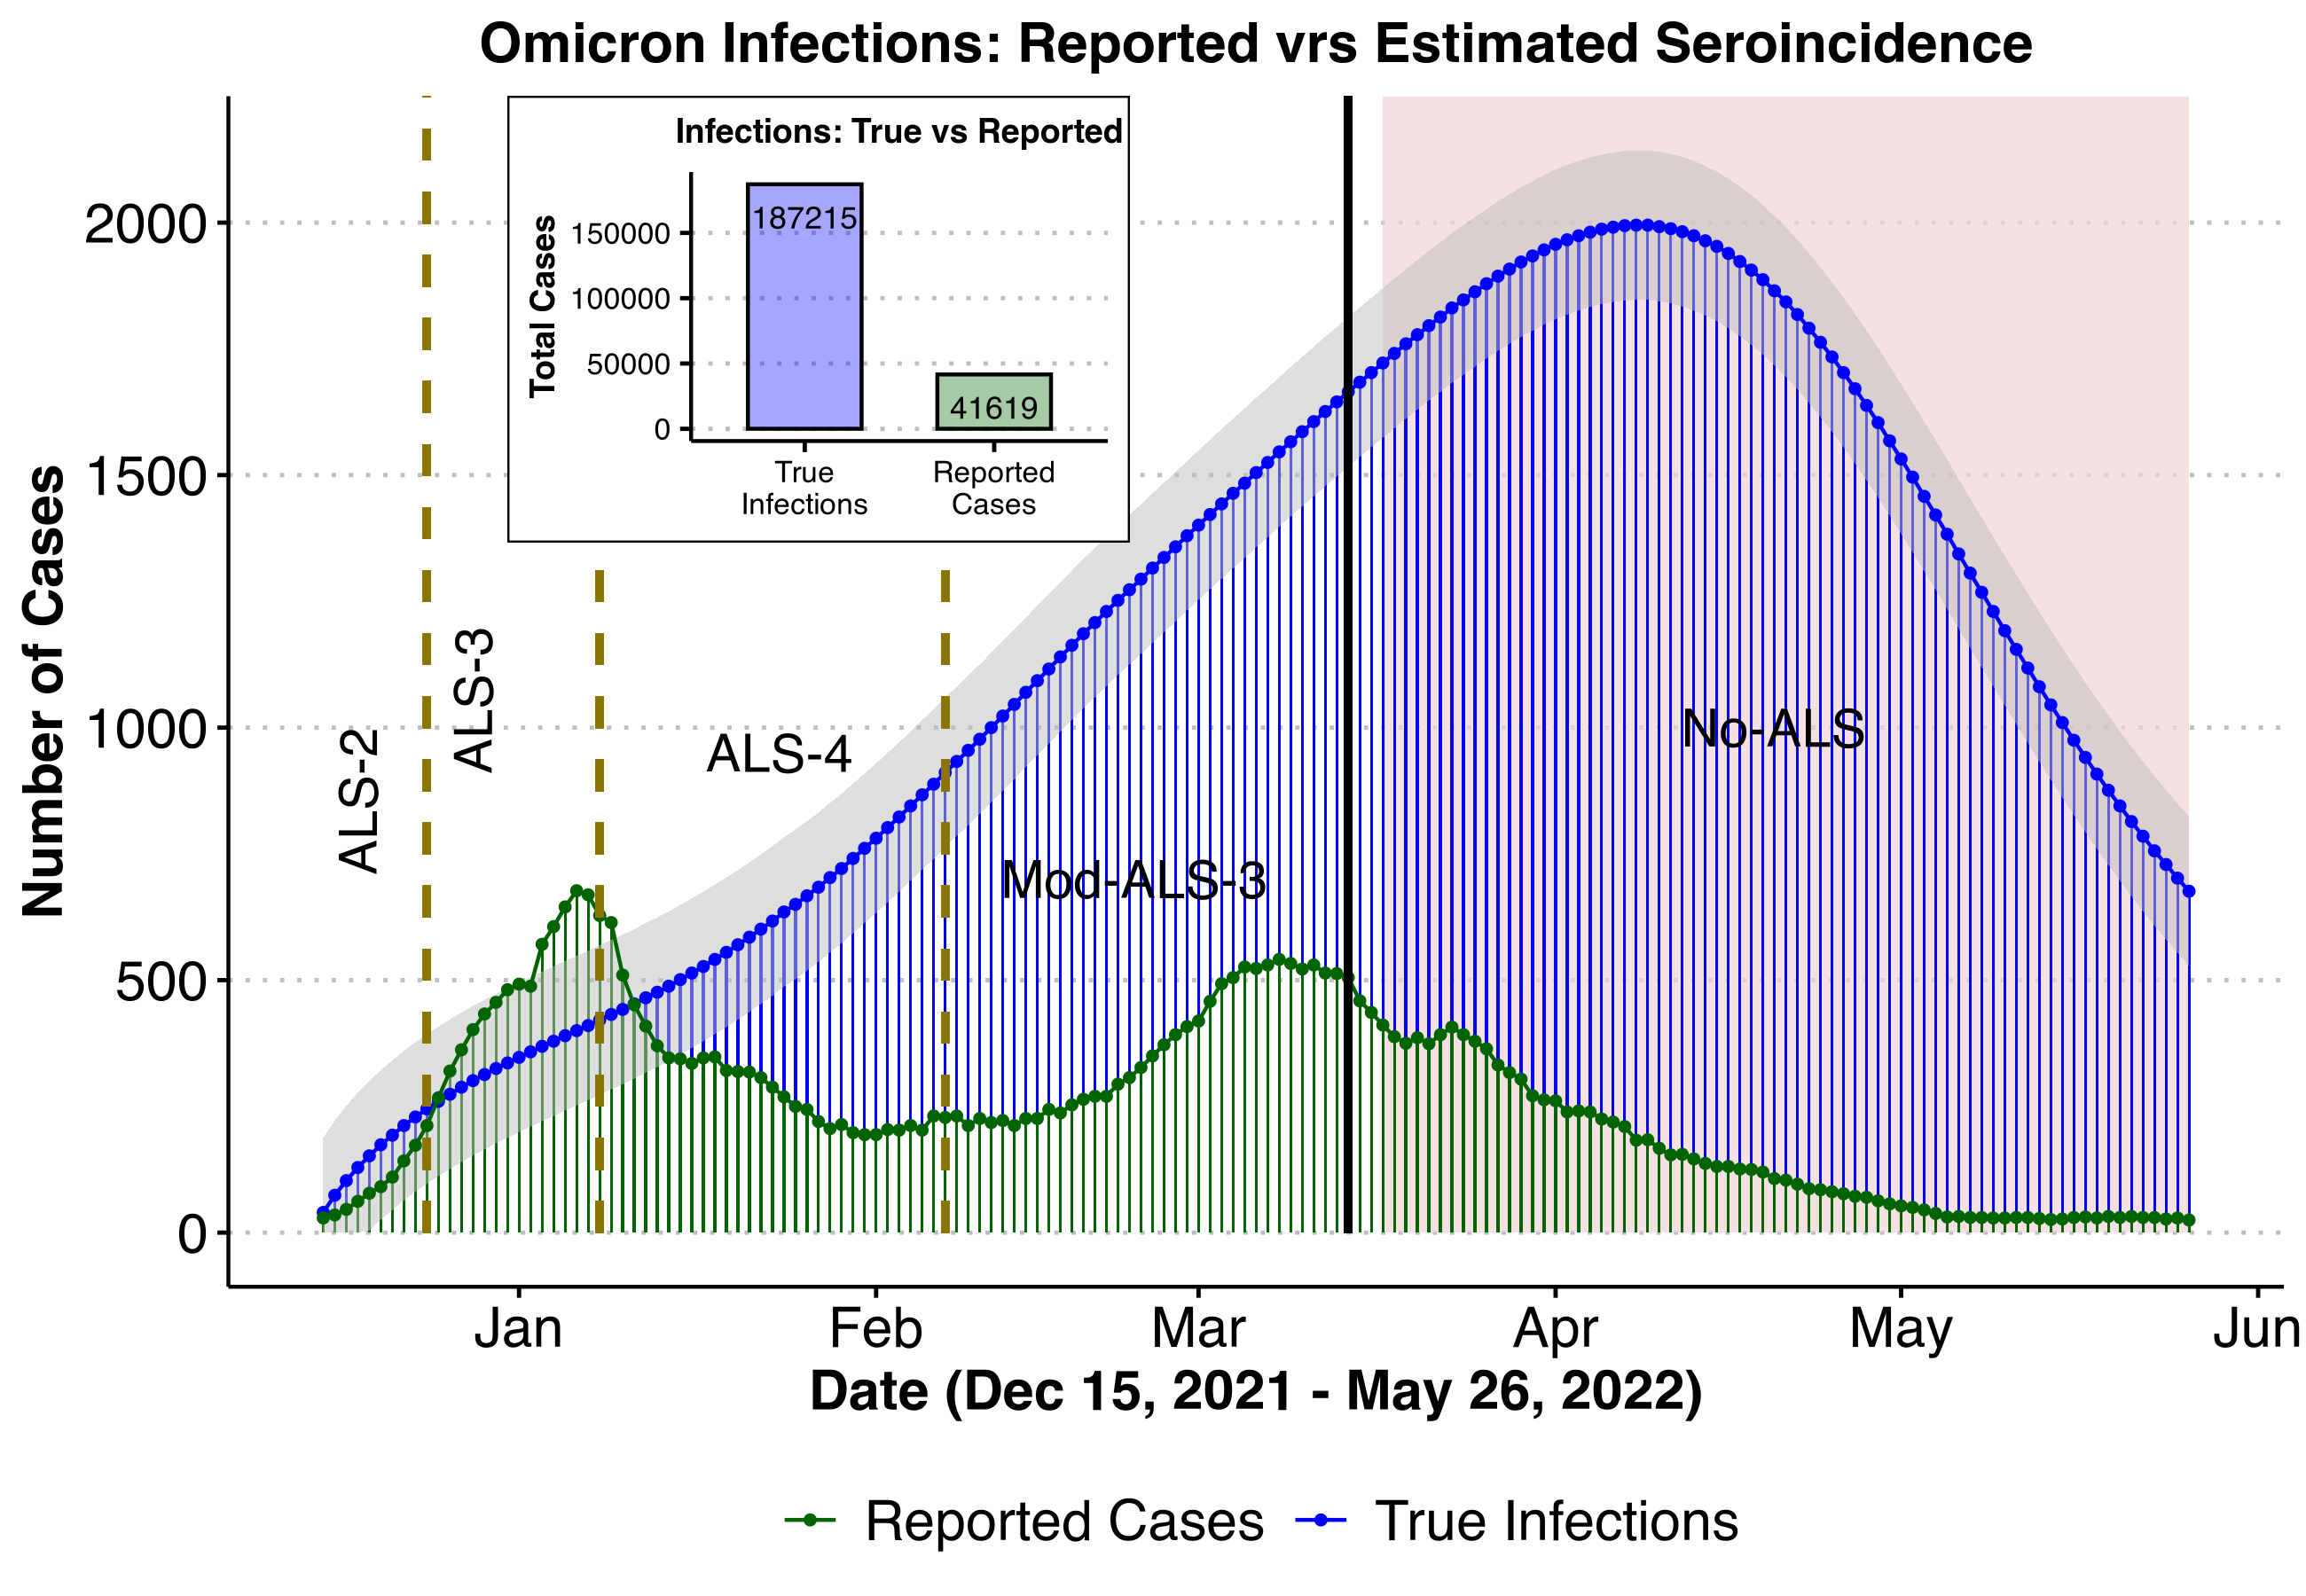 Omicron Infections: Reported vrs Estimated Seroincidence
Infections: True vs Reported
Total Cases
150000
100000
50000
0
187215
41619
True
Infections
Reported
Cases
Number of Cases
2000
1500
1000
500
0
ALS-2
ALS-3
ALS-4
Mod-ALS-3
No-ALS
Jan
Feb
Mar
Apr
May
Jun
Date (Dec 15, 2021 - May 26, 2022)
Reported Cases
True Infections